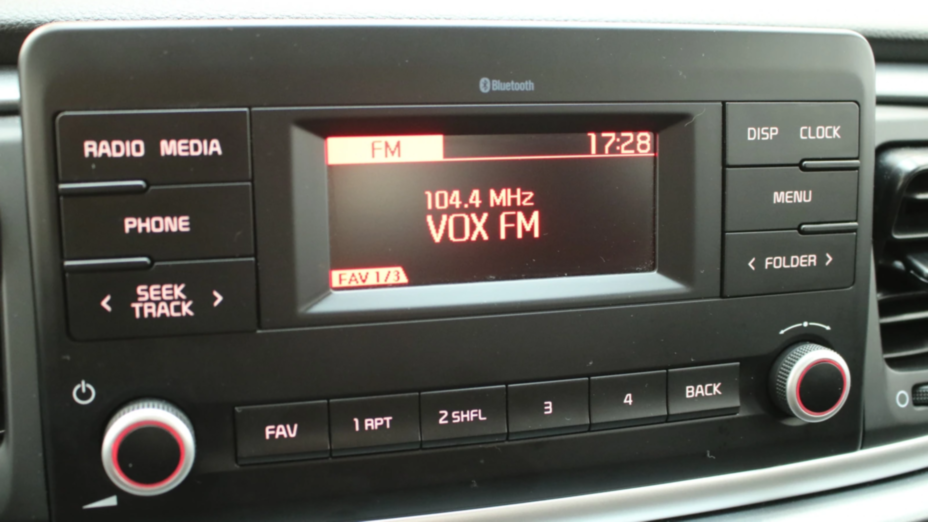 Bluetooth
RADIO MEDIA
PHONE
< SEEK TRACK >
FM 17:28
104.4 MHz
VOX FM
FAV 1/3
DISP CLOCK
MENU
< FOLDER >
FAV 1 RPT 2 SHFL 3 4 BACK